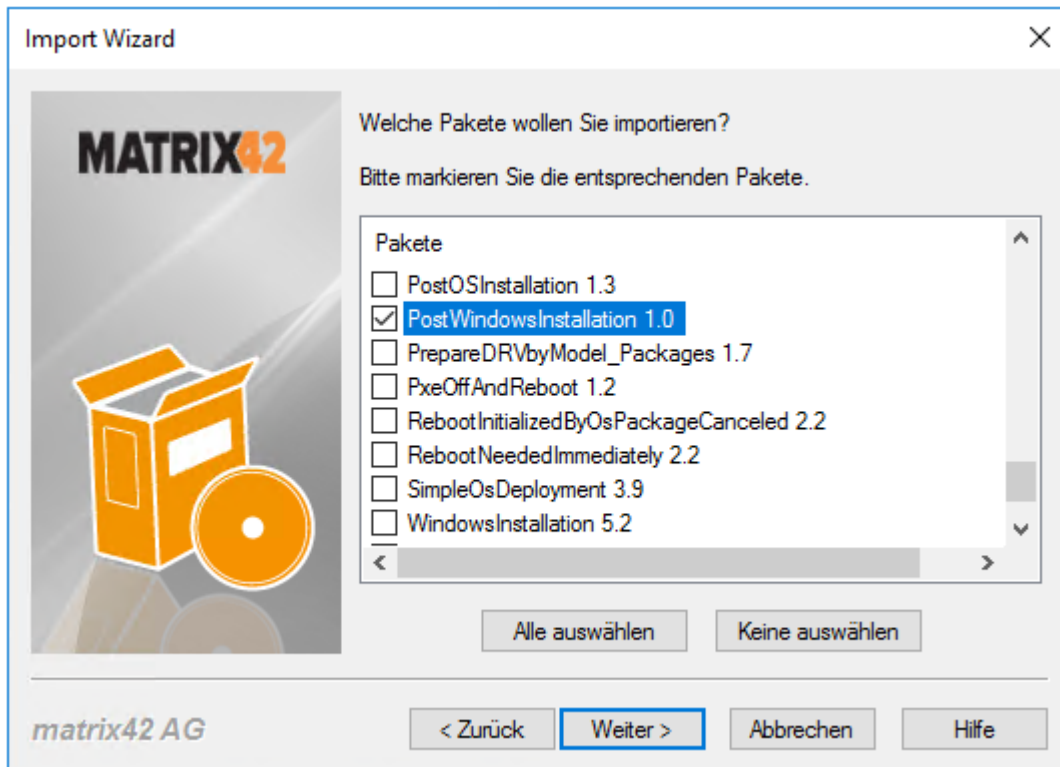 Import Wizard
MATRIX42
Welche Pakete wollen Sie importieren?
Bitte markieren Sie die entsprechenden Pakete.
Pakete
PostOSInstallation 1.3
PostWindowsInstallation 1.0
PrepareDRVbyModel_Packages 1.7
PxeOffAndReboot 1.2
RebootInitializedByOsPackageCanceled 2.2
RebootNeededImmediately 2.2
SimpleOsDeployment 3.9
WindowsInstallation 5.2
Alle auswählen Keine auswählen
matrix42 AG < Zurück Weiter > Abbrechen Hilfe